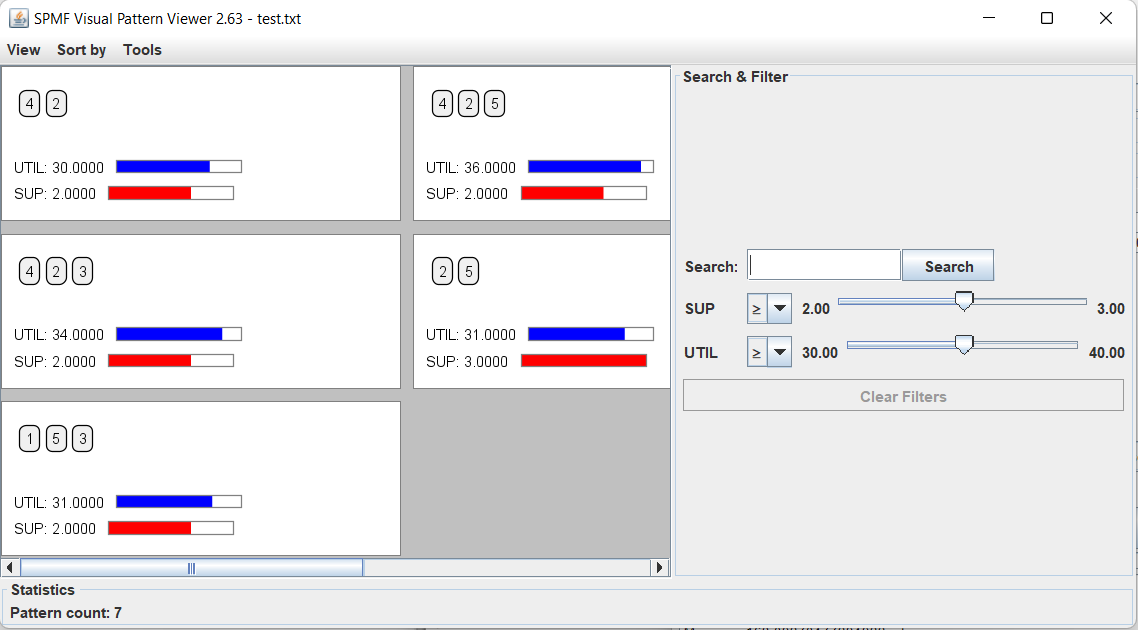 SPMF Visual Pattern Viewer 2.63 - test.txt
View Sort by Tools
4 2
UTIL: 30.0000
SUP: 2.0000
4 2 5
UTIL: 36.0000
SUP: 2.0000
4 2 3
UTIL: 34.0000
SUP: 2.0000
2 5
UTIL: 31.0000
SUP: 3.0000
1 5 3
UTIL: 31.0000
SUP: 2.0000
Search & Filter
Search: Search
SUP ≥ 2.00 3.00
UTIL ≥ 30.00 40.00
Clear Filters
Statistics
Pattern count: 7